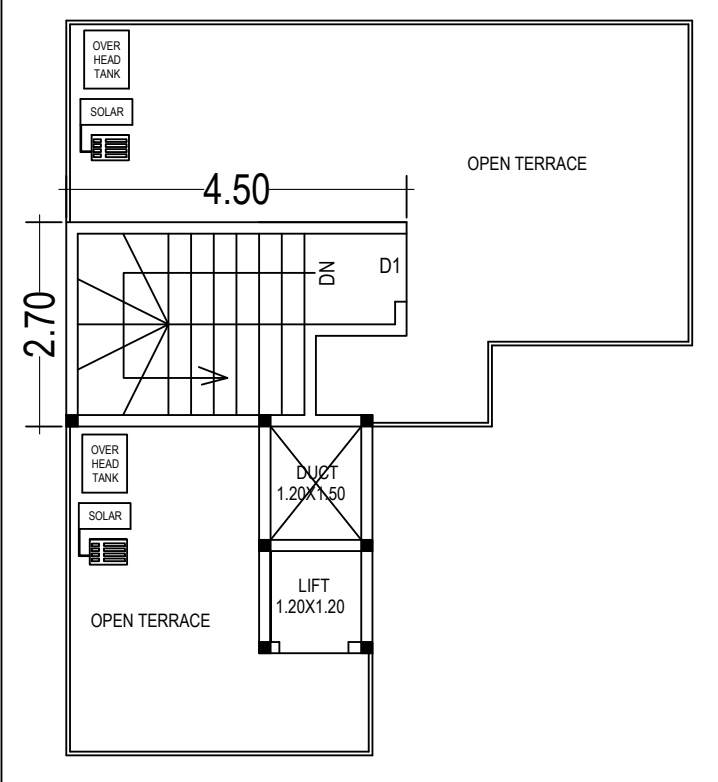 OVER
HEAD
TANK
SOLAR
OPEN TERRACE
4.50
DN
D1
2.70
OVER
HEAD
TANK
SOLAR
DUCT
1.20X1.50
LIFT
1.20X1.20
OPEN TERRACE